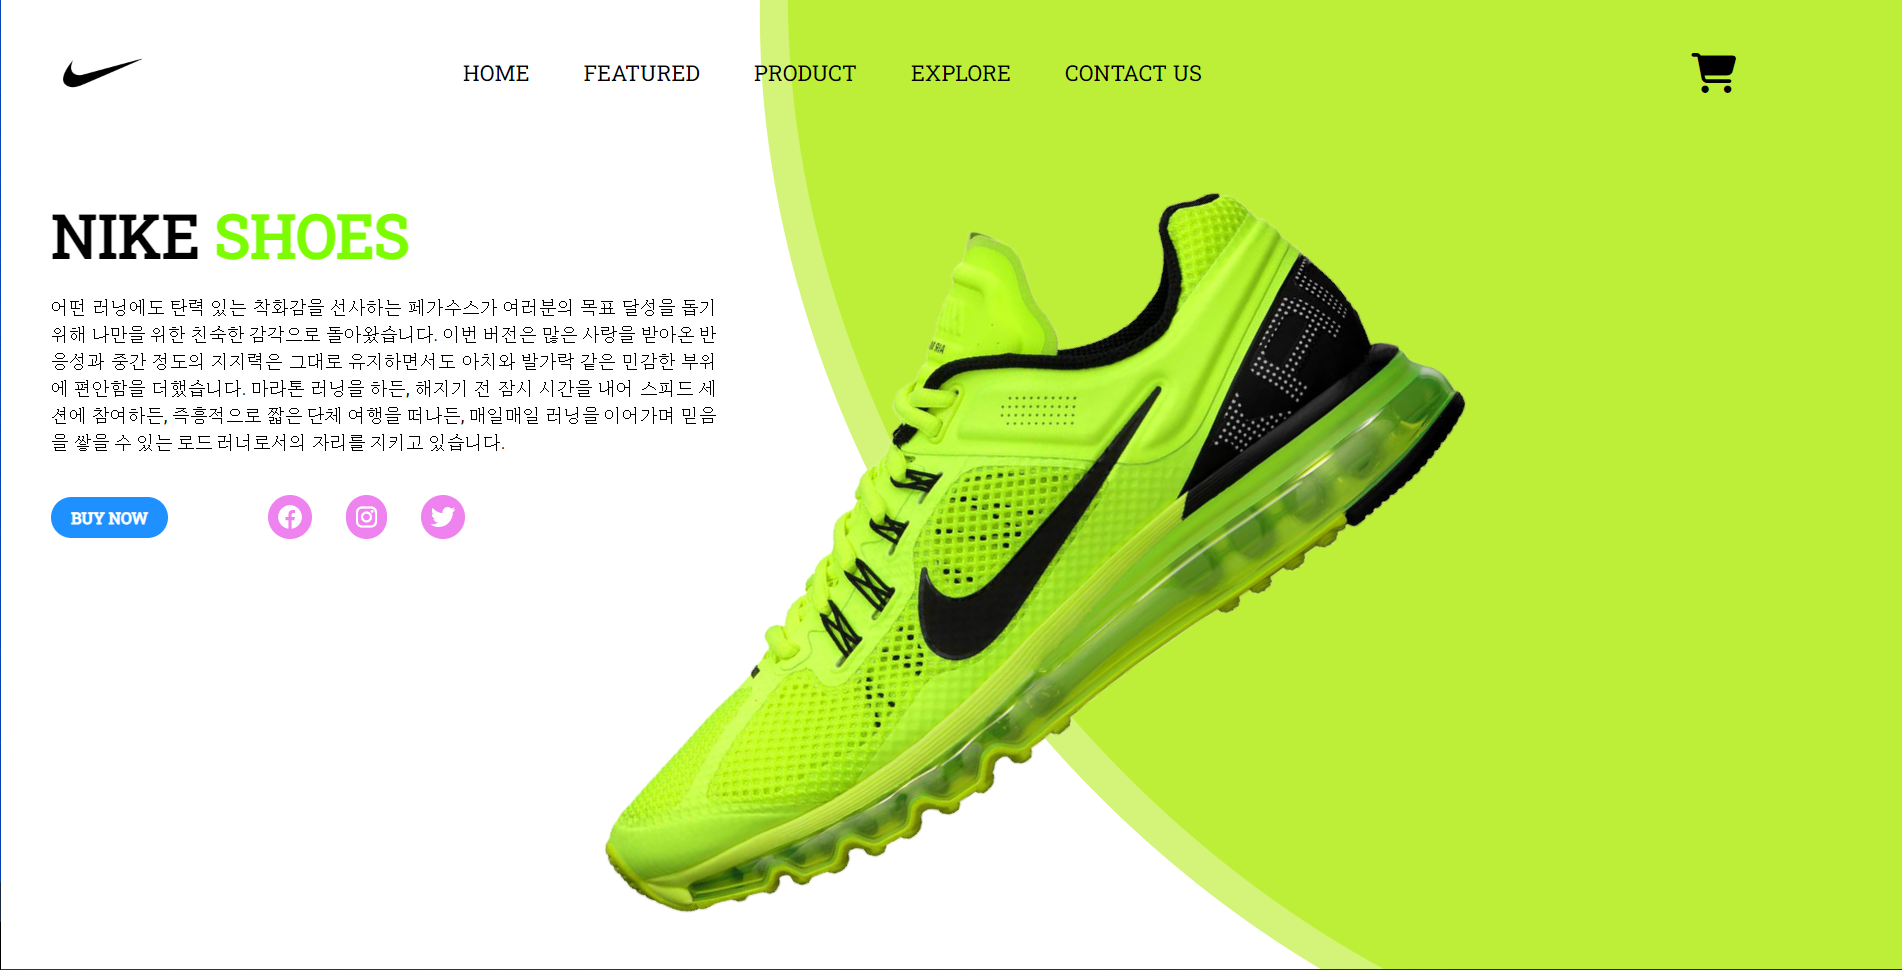 HOME FEATURED PRODUCT EXPLORE CONTACT US
NIKE SHOES
어떤 러닝에도 탄력 있는 착화감을 선사하는 페가수스가 여러분의 목표 달성을 돕기
위해 나만을 위한 친숙한 감각으로 돌아왔습니다. 이번 버전은 많은 사랑을 받아온 반
응성과 중간 정도의 지지력은 그대로 유지하면서도 아치와 발가락 같은 민감한 부위
에 편안함을 더했습니다. 마라톤 러닝을 하든, 해지기 전 잠시 시간을 내어 스피드 세
션에 참여하든, 즉흥적으로 짧은 단체 여행을 떠나든, 매일매일 러닝을 이어가며 믿음
을 쌓을 수 있는 로드 러너로서의 자리를 지키고 있습니다.
BUY NOW